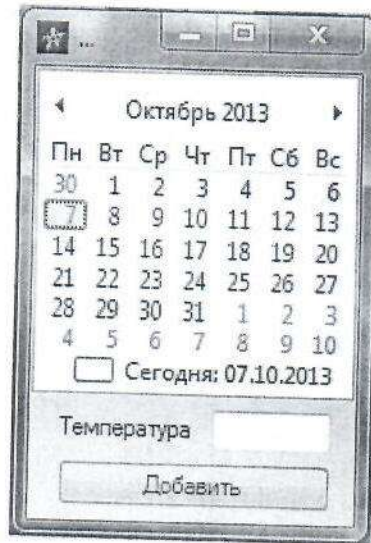 ...
Октябрь 2013
Пн Вт Ср Чт Пт Сб Вс
30 1 2 3 4 5 6
7 8 9 10 11 12 13
14 15 16 17 18 19 20
21 22 23 24 25 26 27
28 29 30 31 1 2 3
4 5 6 7 8 9 10
Сегодня: 07.10.2013
Температура
Добавить